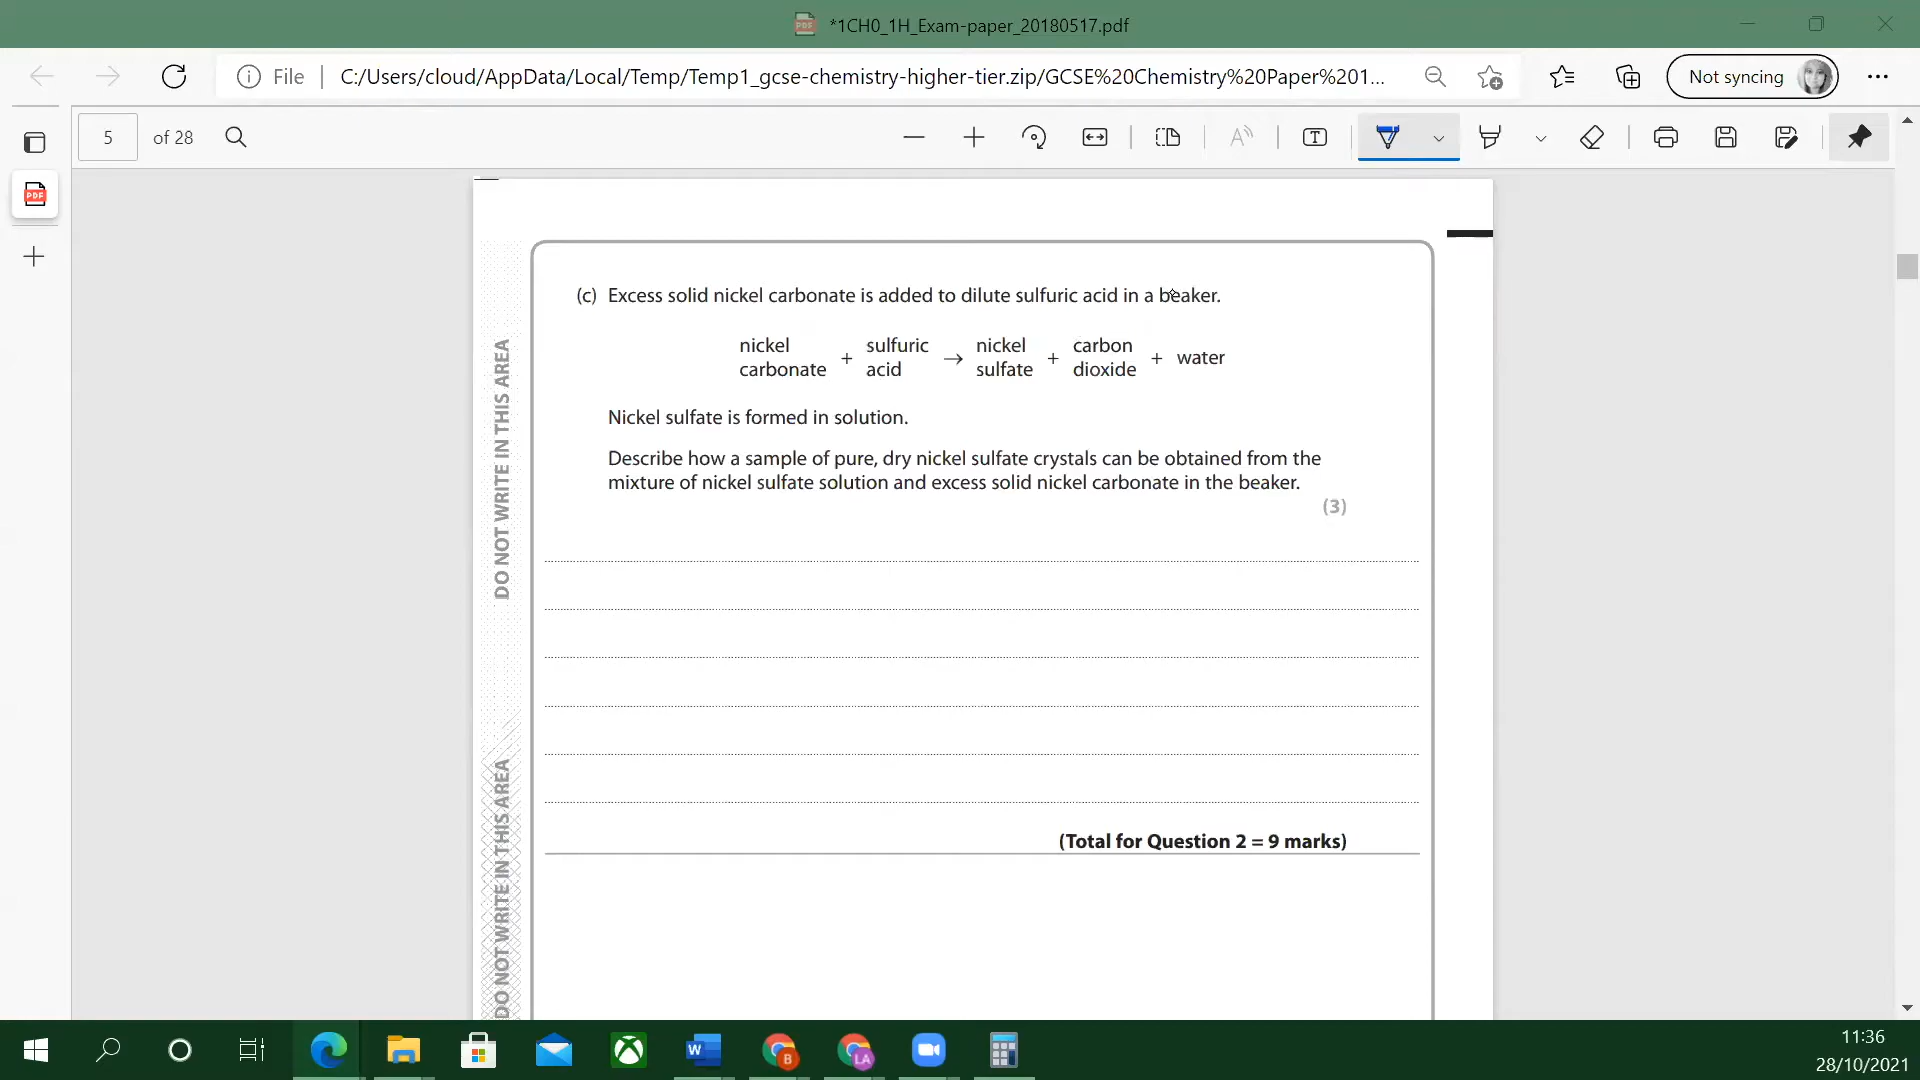 *1CH0_1H_Exam-paper_20180517.pdf
File | C:/Users/cloud/AppData/Local/Temp/Temp1_gcse-chemistry-higher-tier.zip/GCSE%20Chemistry%20Paper%201... Not syncing
5 of 28
(c) Excess solid nickel carbonate is added to dilute sulfuric acid in a beaker.
nickel carbonate + sulfuric acid → nickel sulfate + carbon dioxide + water
Nickel sulfate is formed in solution.
Describe how a sample of pure, dry nickel sulfate crystals can be obtained from the
mixture of nickel sulfate solution and excess solid nickel carbonate in the beaker.
(3)
(Total for Question 2 = 9 marks)
DO NOT WRITE IN THIS AREA
DO NOT WRITE IN THIS AREA
11:36
28/10/2021